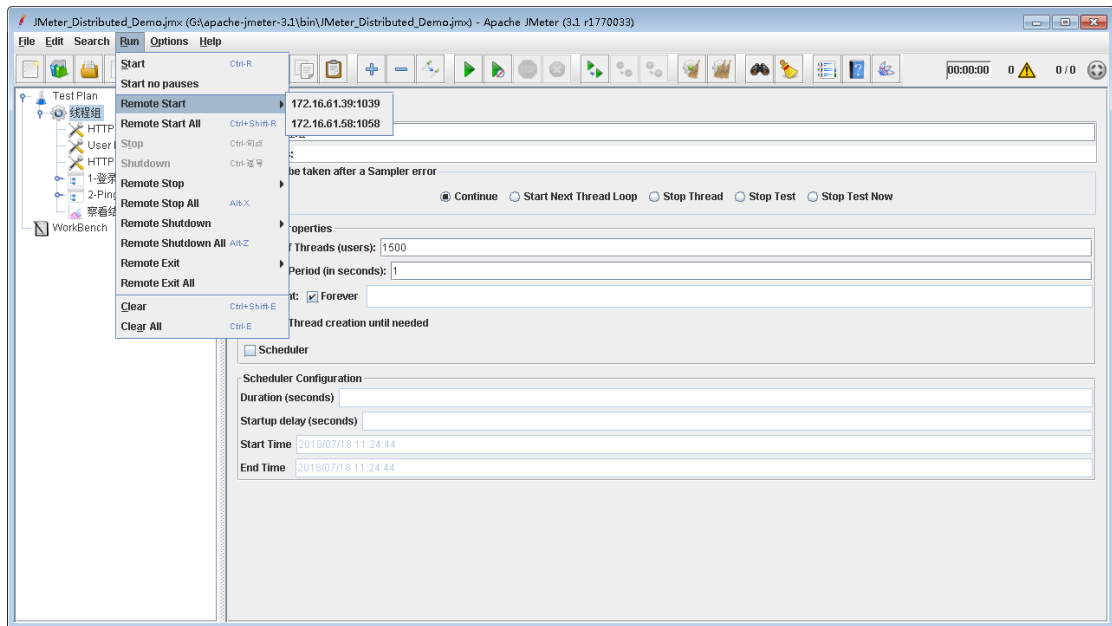 JMeter_Distributed_Demo.jmx (G:\apache-jmeter-3.1\bin\JMeter_Distributed_Demo.jmx) - Apache JMeter (3.1 r1770033)
File Edit Search Run Options Help
00:00:00 0 0 / 0
Start Ctrl-R
Start no pauses
Remote Start
Remote Start All Ctrl+Shift-R
Stop Ctrl-句点
Shutdown Ctrl-逗号
Remote Stop
Remote Stop All Alt-X
Remote Shutdown
Remote Shutdown All Alt-Z
Remote Exit
Remote Exit All
Clear Ctrl+Shift-E
Clear All Ctrl-E
172.16.61.39:1039
172.16.61.58:1058
Test Plan
线程组
HTTP
User
HTTP
1-登录
2-Ping
察看结
WorkBench
be taken after a Sampler error
Continue Start Next Thread Loop Stop Thread Stop Test Stop Test Now
Threads (users): 1500
Period (in seconds): 1
Forever
Thread creation until needed
Scheduler
Scheduler Configuration
Duration (seconds)
Startup delay (seconds)
Start Time 2018/07/18 11:24:44
End Time 2018/07/18 11:24:44